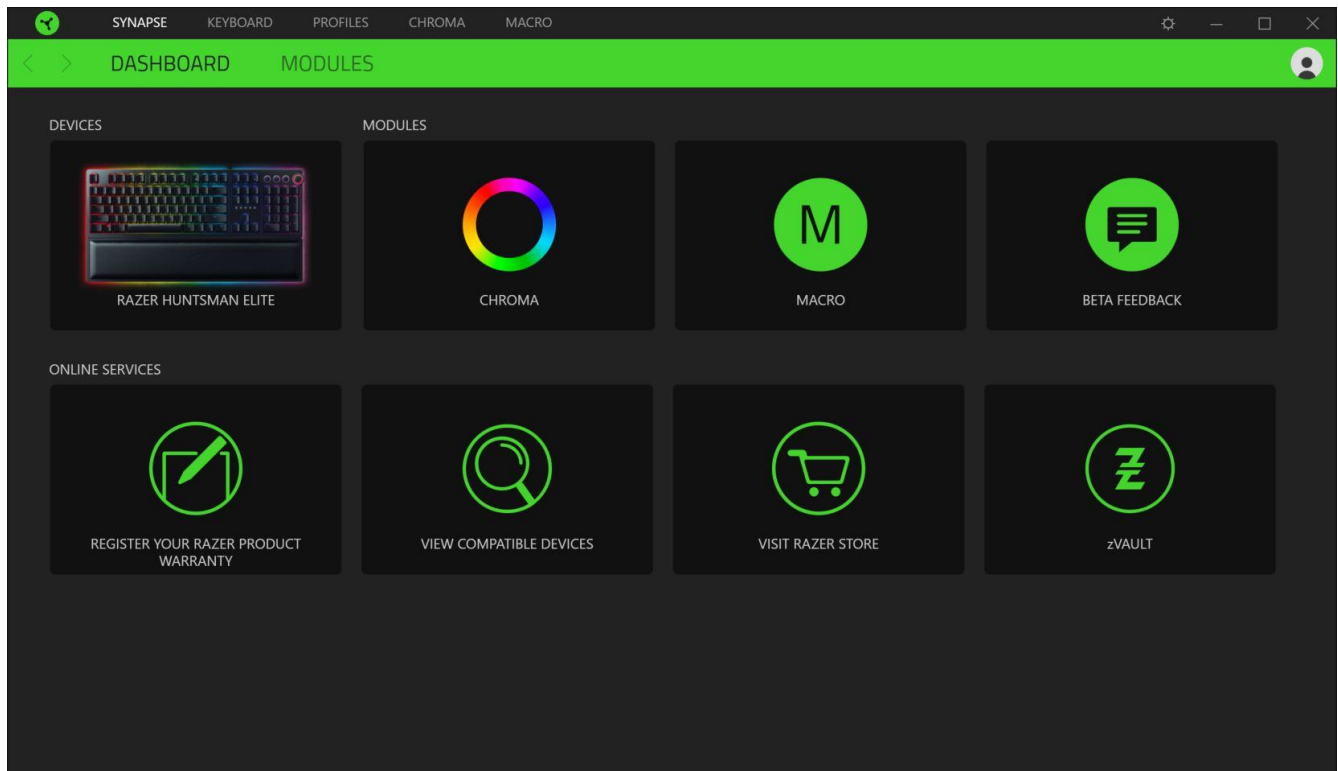 SYNAPSE KEYBOARD PROFILES CHROMA MACRO
DASHBOARD MODULES
DEVICES MODULES
RAZER HUNTSMAN ELITE
CHROMA
M
MACRO
BETA FEEDBACK
ONLINE SERVICES
REGISTER YOUR RAZER PRODUCT
WARRANTY
VIEW COMPATIBLE DEVICES
VISIT RAZER STORE
zVAULT